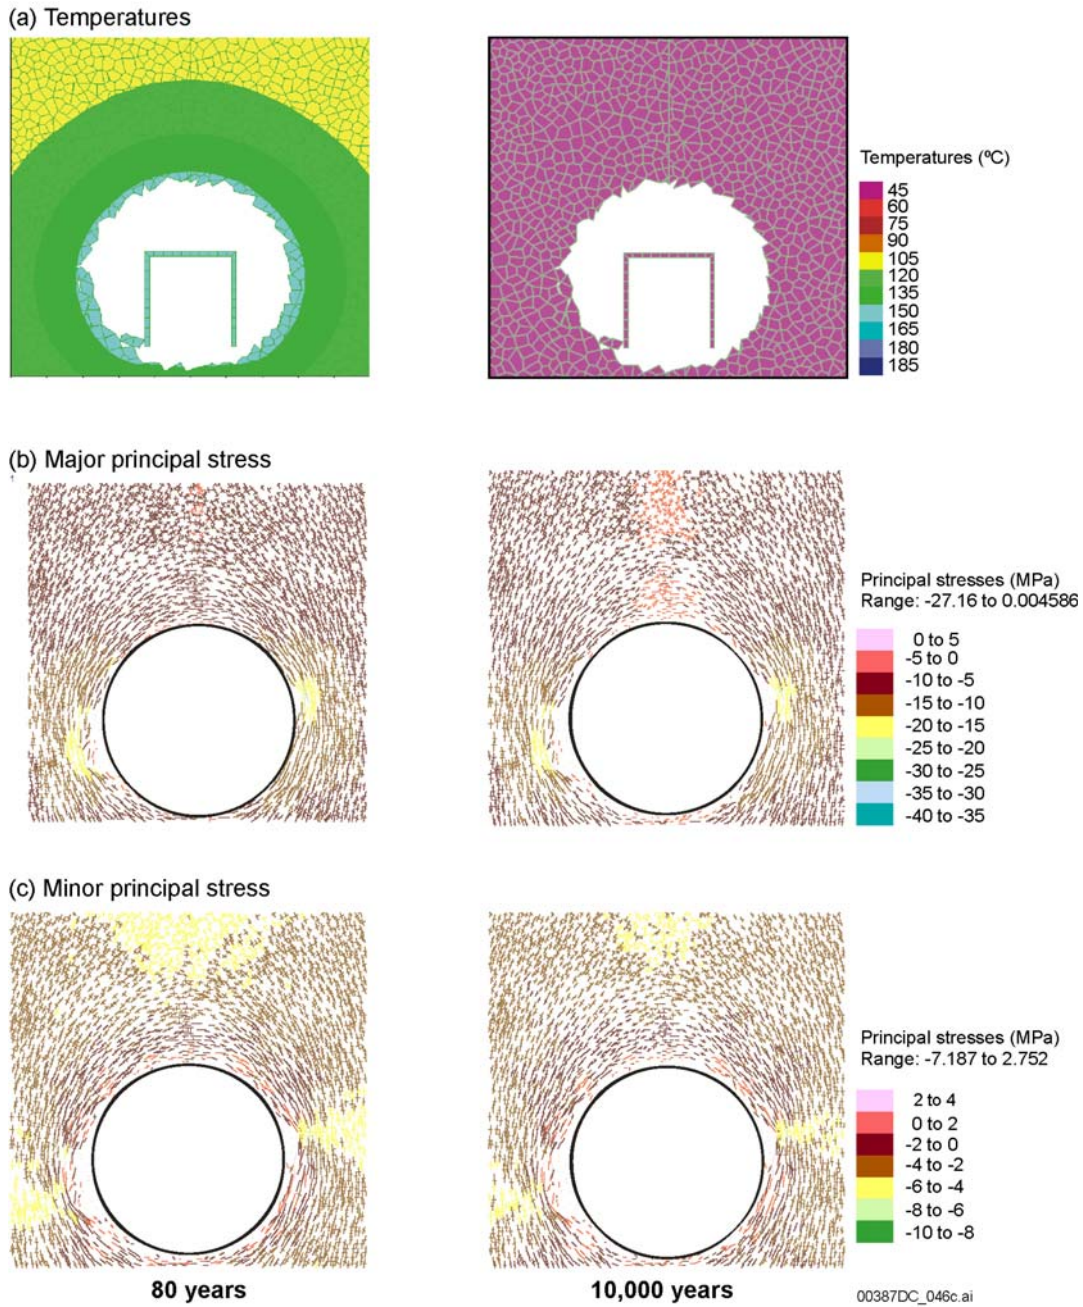 (a) Temperatures
Temperatures (ºC)
45
60
75
90
105
120
135
150
165
180
185
(b) Major principal stress
Principal stresses (MPa)
Range: -27.16 to 0.004586
0 to 5
-5 to 0
-10 to -5
-15 to -10
-20 to -15
-25 to -20
-30 to -25
-35 to -30
-40 to -35
(c) Minor principal stress
Principal stresses (MPa)
Range: -7.187 to 2.752
2 to 4
0 to 2
-2 to 0
-4 to -2
-6 to -4
-8 to -6
-10 to -8
80 years
10,000 years
00387DC_046c.ai